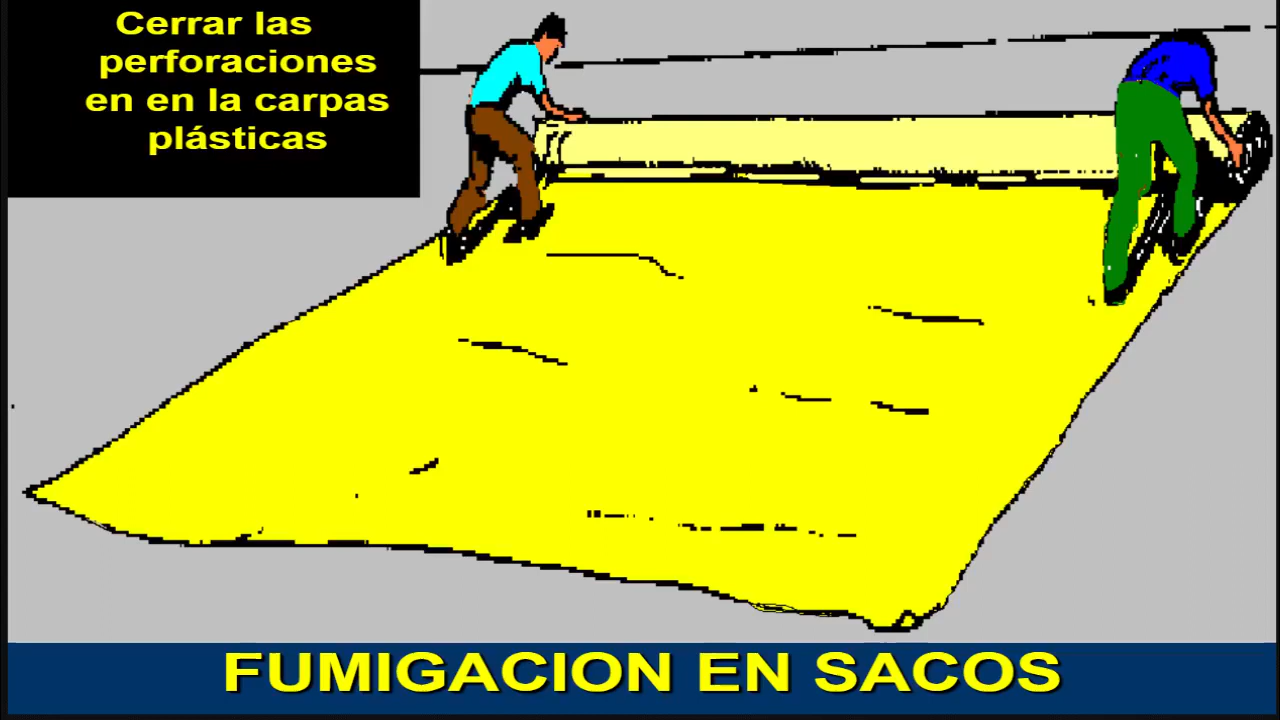 Cerrar las
perforaciones
en en la carpas
plásticas
FUMIGACION EN SACOS